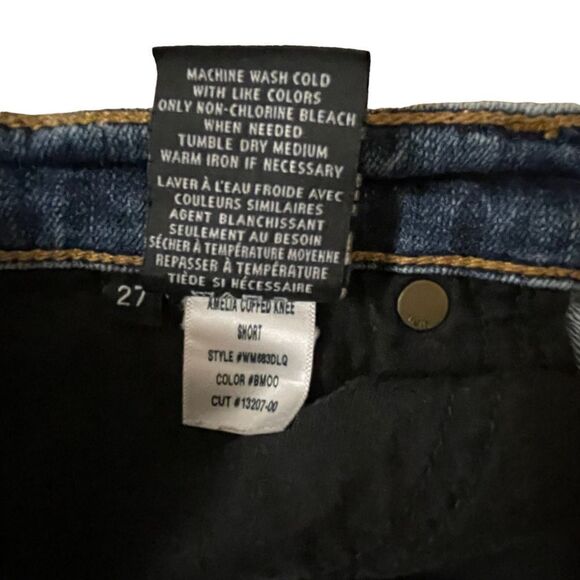 MACHINE WASH COLD
WITH LIKE COLORS
ONLY NON-CHLORINE BLEACH
WHEN NEEDED
TUMBLE DRY MEDIUM
WARM IRON IF NECESSARY
LAVER À L'EAU FROIDE AVEC
COULEURS SIMILAIRES
AGENT BLANCHISSANT
SEULEMENT AU BESOIN
SÉCHER À TEMPÉRATURE MOYENNE
REPASSER À TEMPÉRATURE
TIÈDE SI NÉCESSAIRE
27
AMELIA CUFFED KNEE
SHORT
STYLE #WM683DLQ
COLOR #BMOO
CUT #13207-00